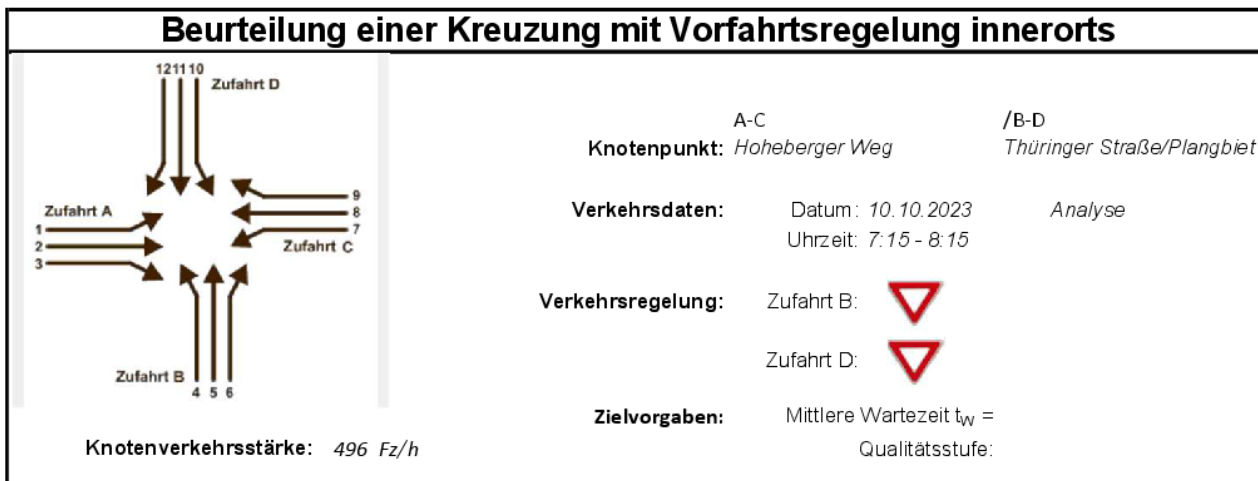 Beurteilung einer Kreuzung mit Vorfahrtsregelung innerorts
12 11 10
Zufahrt D
Zufahrt A
1
2
3
9
8
7
Zufahrt C
Zufahrt B
4 5 6
Knotenverkehrsstärke: 496 Fz/h
A-C /B-D
Knotenpunkt: Hoheberger Weg Thüringer Straße/Plangbiet
Verkehrsdaten: Datum: 10.10.2023 Analyse
Uhrzeit: 7:15 - 8:15
Verkehrsregelung: Zufahrt B:
Zufahrt D:
Zielvorgaben: Mittlere Wartezeit tW =
Qualitätsstufe: